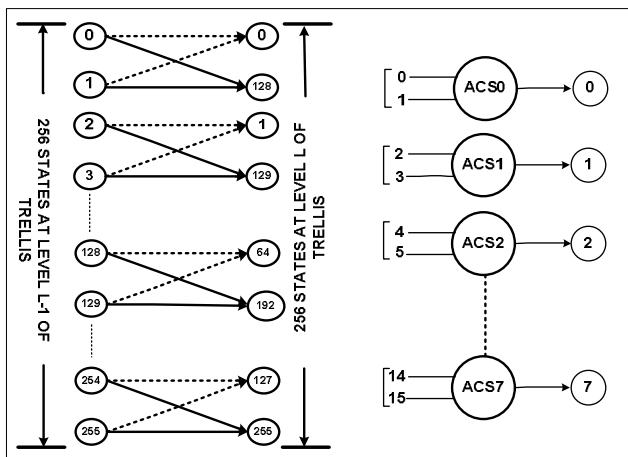 256 STATES AT LEVEL L-1 OF
TRELLIS
0 0
1 128
2 1
3 129
128 64
129 192
254 127
255 255
256 STATES AT LEVEL L OF
TRELLIS
0
1
ACS0
0
2
3
ACS1
1
4
5
ACS2
2
14
15
ACS7
7